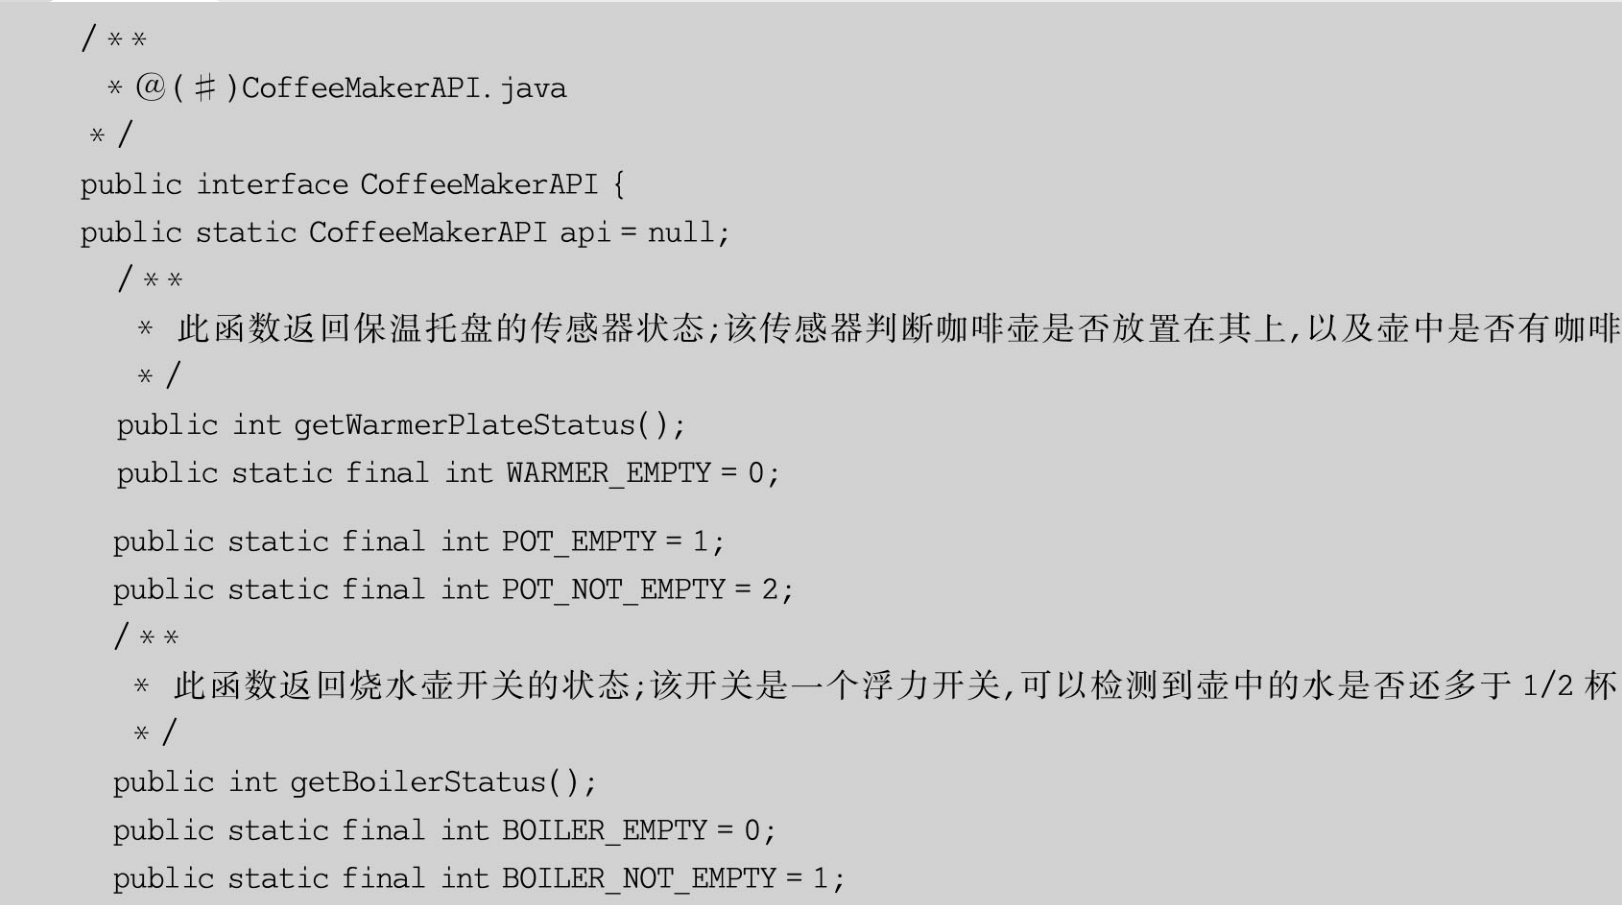 /**
* @(#)CoffeeMakerAPI.java
*/
public interface CoffeeMakerAPI {
public static CoffeeMakerAPI api = null;
/**
* 此函数返回保温托盘的传感器状态;该传感器判断咖啡壶是否放置在其上,以及壶中是否有咖啡
*/
public int getWarmerPlateStatus();
public static final int WARMER_EMPTY = 0;
public static final int POT_EMPTY = 1;
public static final int POT_NOT_EMPTY = 2;
/**
* 此函数返回烧水壶开关的状态;该开关是一个浮力开关,可以检测到壶中的水是否还多于 1/2 杯
*/
public int getBoilerStatus();
public static final int BOILER_EMPTY = 0;
public static final int BOILER_NOT_EMPTY = 1;